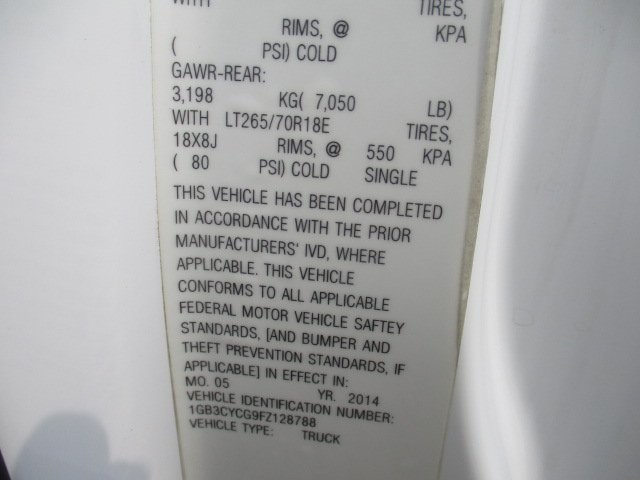 WITH TIRES,
RIMS, @ KPA
( PSI) COLD
GAWR-REAR:
3,198 KG( 7,050 LB)
WITH LT265/70R18E TIRES,
18X8J RIMS, @ 550 KPA
( 80 PSI) COLD SINGLE
THIS VEHICLE HAS BEEN COMPLETED
IN ACCORDANCE WITH THE PRIOR
MANUFACTURERS' IVD, WHERE
APPLICABLE. THIS VEHICLE
CONFORMS TO ALL APPLICABLE
FEDERAL MOTOR VEHICLE SAFTEY
STANDARDS, [AND BUMPER AND
THEFT PREVENTION STANDARDS, IF
APPLICABLE] IN EFFECT IN:
MO. 05 YR. 2014
VEHICLE IDENTIFICATION NUMBER:
1GB3CYCG9FZ128788
VEHICLE TYPE: TRUCK